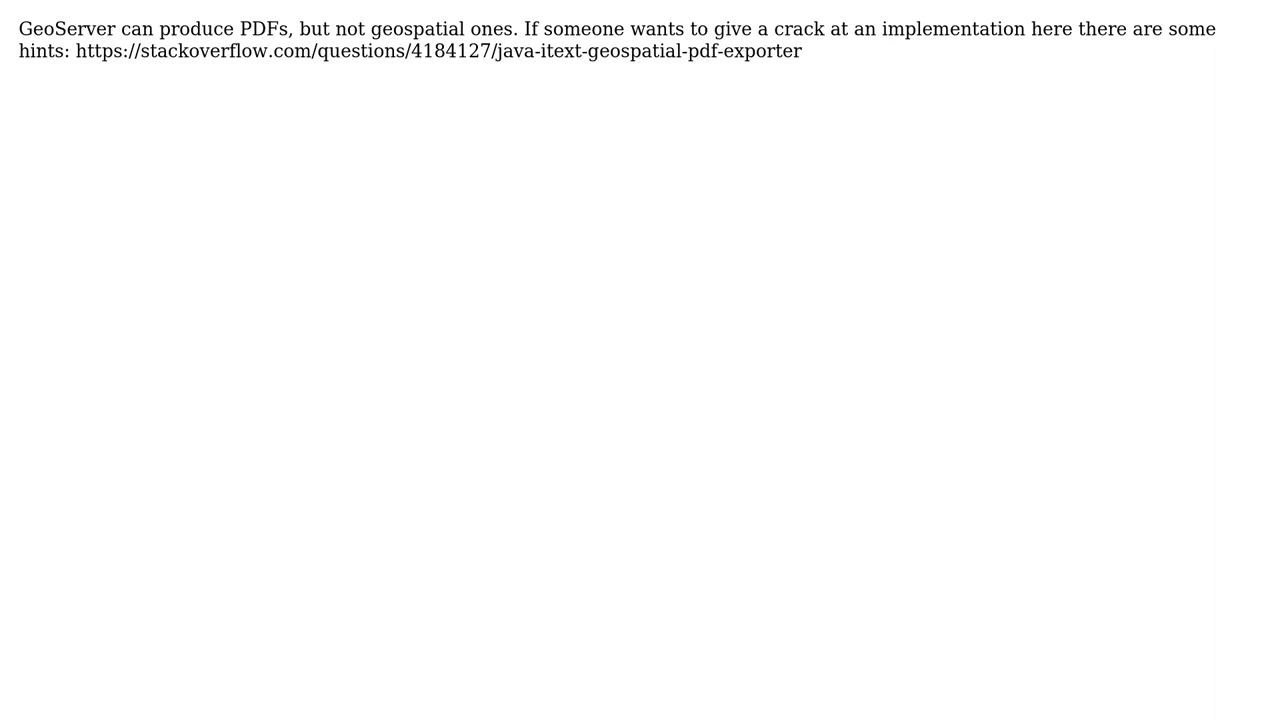 GeoServer can produce PDFs, but not geospatial ones. If someone wants to give a crack at an implementation here there are some
hints: https://stackoverflow.com/questions/4184127/java-itext-geospatial-pdf-exporter